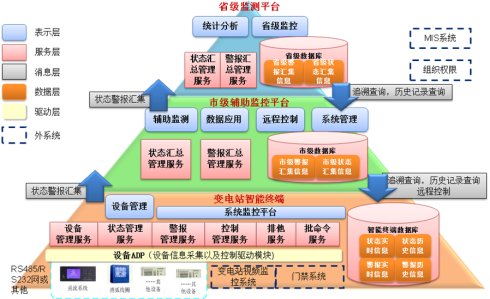 省级监测平台
表示层
服务层
消息层
数据层
驱动层
外系统
统计分析
省级监控
状态汇
总管理
服务
警报汇
总管理
服务
省级数据库
省级警
报汇集
信息
省级状
态汇集
信息
MIS系统
组织权限
状态警报汇集
追溯查询，历史记录查询
市级辅助监控平台
辅助监测
数据应用
远程控制
系统管理
状态汇总
管理服务
警报汇总
管理服务
市级数据库
市级警报
汇集信息
市级状态
汇集信息
状态警报汇集
追溯查询，历史记录查询
远程控制
变电站智能终端
设备管理
系统监控平台
设备
管理服务
状态管理
服务
警报
管理服务
控制
管理服务
排他
服务
批命令
服务
智能终端数据库
状态实
时信息
状态历
史信息
警报实
时信息
警报历
史信息
设备ADP（设备信息采集以及控制驱动模块）
RS485/R
S232网或
其他
变电站视频监
控系统
门禁系统